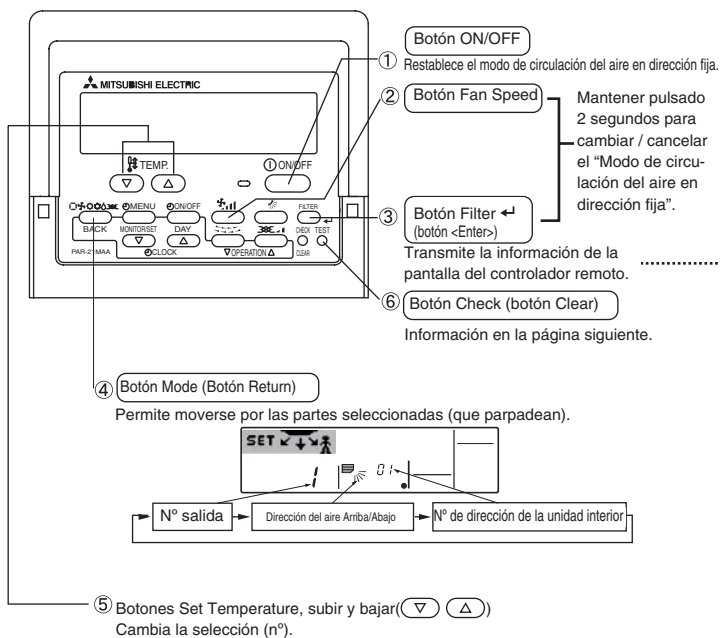 Botón ON/OFF
① Restablece el modo de circulación del aire en dirección fija.
MITSUBISHI ELECTRIC
② Botón Fan Speed
Mantener pulsado
2 segundos para
cambiar / cancelar
el “Modo de circu-
lación del aire en
dirección fija”.
TEMP. ON/OFF
MENU ON/OFF FILTER
BACK MONITOR/SET DAY CHECK TEST
PAR-21MAA CLOCK OPERATION CLEAR
③ Botón Filter ↵
(botón <Enter>)
Transmite la información de la
pantalla del controlador remoto.
⑥ Botón Check (botón Clear)
Información en la página siguiente.
④ Botón Mode (Botón Return)
Permite moverse por las partes seleccionadas (que parpadean).
SET
1 01
Nº salida Dirección del aire Arriba/Abajo Nº de dirección de la unidad interior
⑤ Botones Set Temperature, subir y bajar(▽ △)
Cambia la selección (nº).